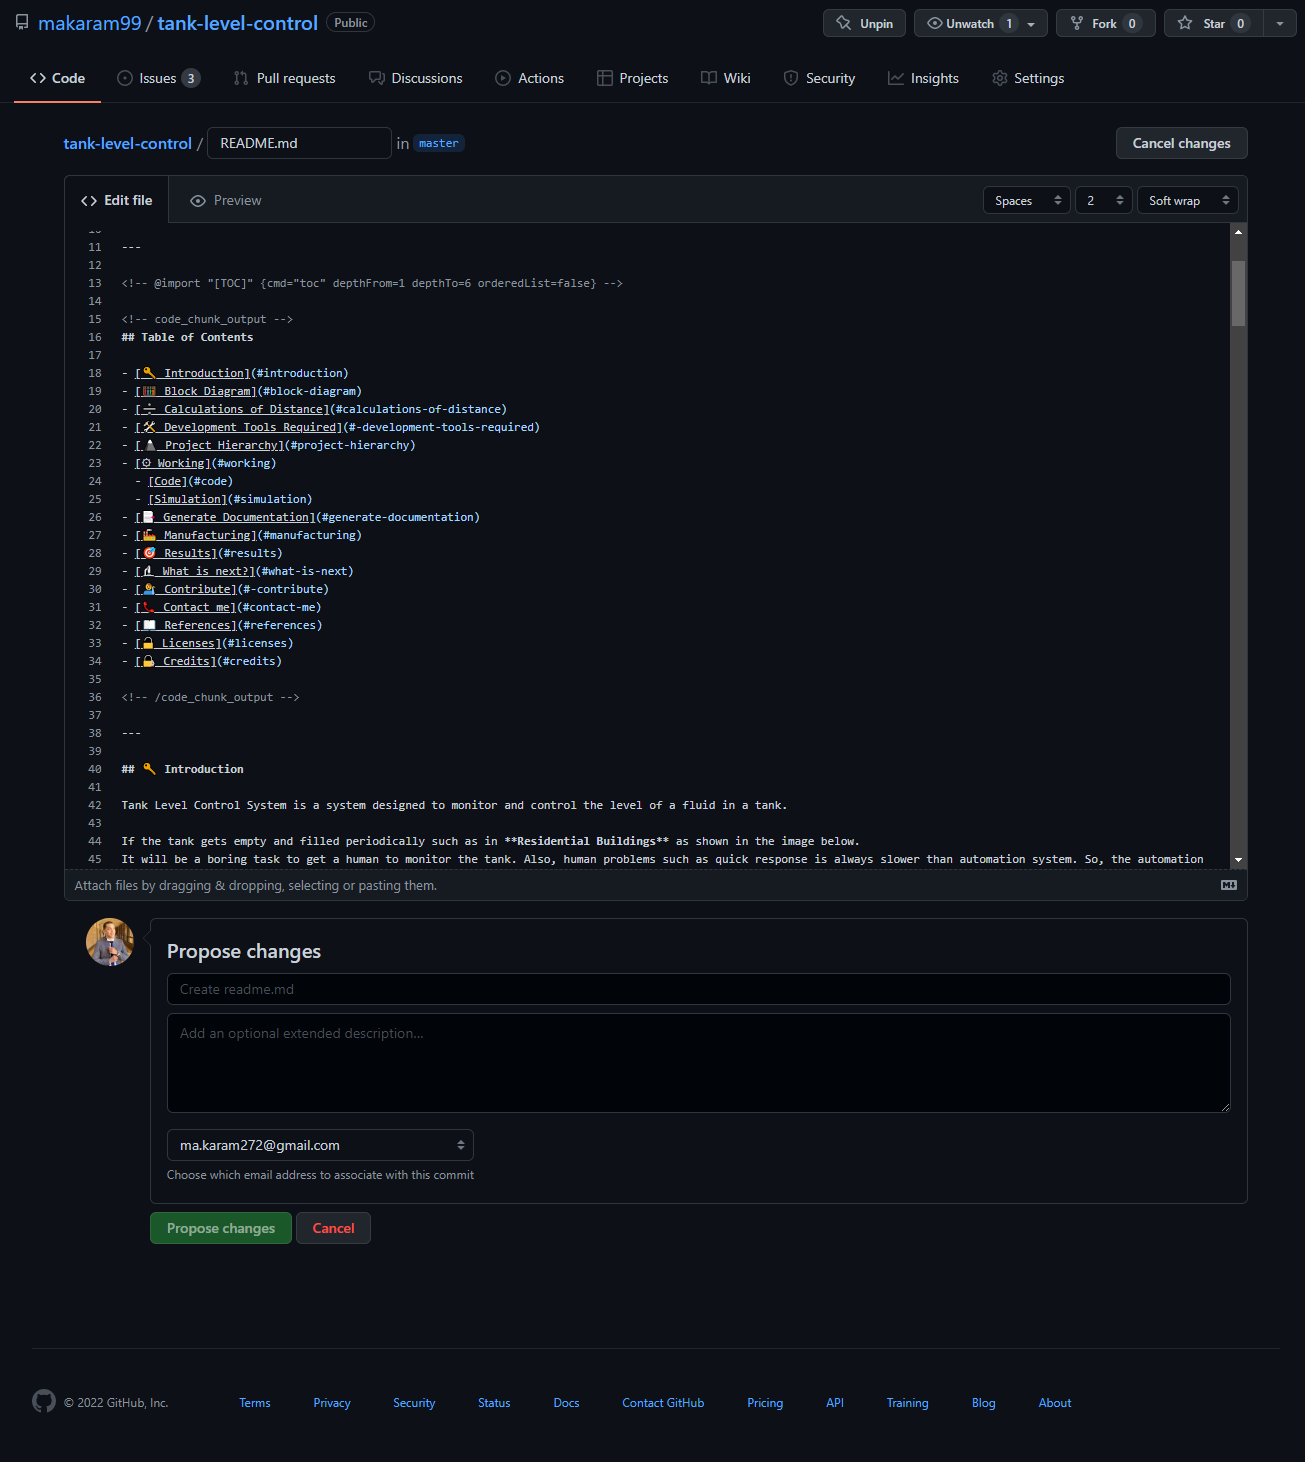 makaram99 / tank-level-control Public
Unpin
Unwatch 1
Fork 0
Star 0
Code
Issues 3
Pull requests
Discussions
Actions
Projects
Wiki
Security
Insights
Settings
tank-level-control / README.md in master
Cancel changes
Edit file
Preview
Spaces
2
Soft wrap
10
11 ---
12
13 <!-- @import "[TOC]" {cmd="toc" depthFrom=1 depthTo=6 orderedList=false} -->
14
15 <!-- code_chunk_output -->
16 ## Table of Contents
17
18 - [🔑 Introduction](#introduction)
19 - [🧮 Block Diagram](#block-diagram)
20 - [➗ Calculations of Distance](#calculations-of-distance)
21 - [🛠 Development Tools Required](#-development-tools-required)
22 - [🗻 Project Hierarchy](#project-hierarchy)
23 - [⚙ Working](#working)
24   - [Code](#code)
25   - [Simulation](#simulation)
26 - [📑 Generate Documentation](#generate-documentation)
27 - [🏭 Manufacturing](#manufacturing)
28 - [🎯 Results](#results)
29 - [What is next?](#what-is-next)
30 - [Contribute](#-contribute)
31 - [📞 Contact me](#contact-me)
32 - [📖 References](#references)
33 - [🔓 Licenses](#licenses)
34 - [🔏 Credits](#credits)
35
36 <!-- /code_chunk_output -->
37
38 ---
39
40 ## 🔑 Introduction
41
42 Tank Level Control System is a system designed to monitor and control the level of a fluid in a tank.
43
44 If the tank gets empty and filled periodically such as in **Residential Buildings** as shown in the image below.
45 It will be a boring task to get a human to monitor the tank. Also, human problems such as quick response is always slower than automation system. So, the automation
Attach files by dragging & dropping, selecting or pasting them.
Propose changes
Create readme.md
Add an optional extended description...
ma.karam272@gmail.com
Choose which email address to associate with this commit
Propose changes
Cancel
© 2022 GitHub, Inc.
Terms
Privacy
Security
Status
Docs
Contact GitHub
Pricing
API
Training
Blog
About